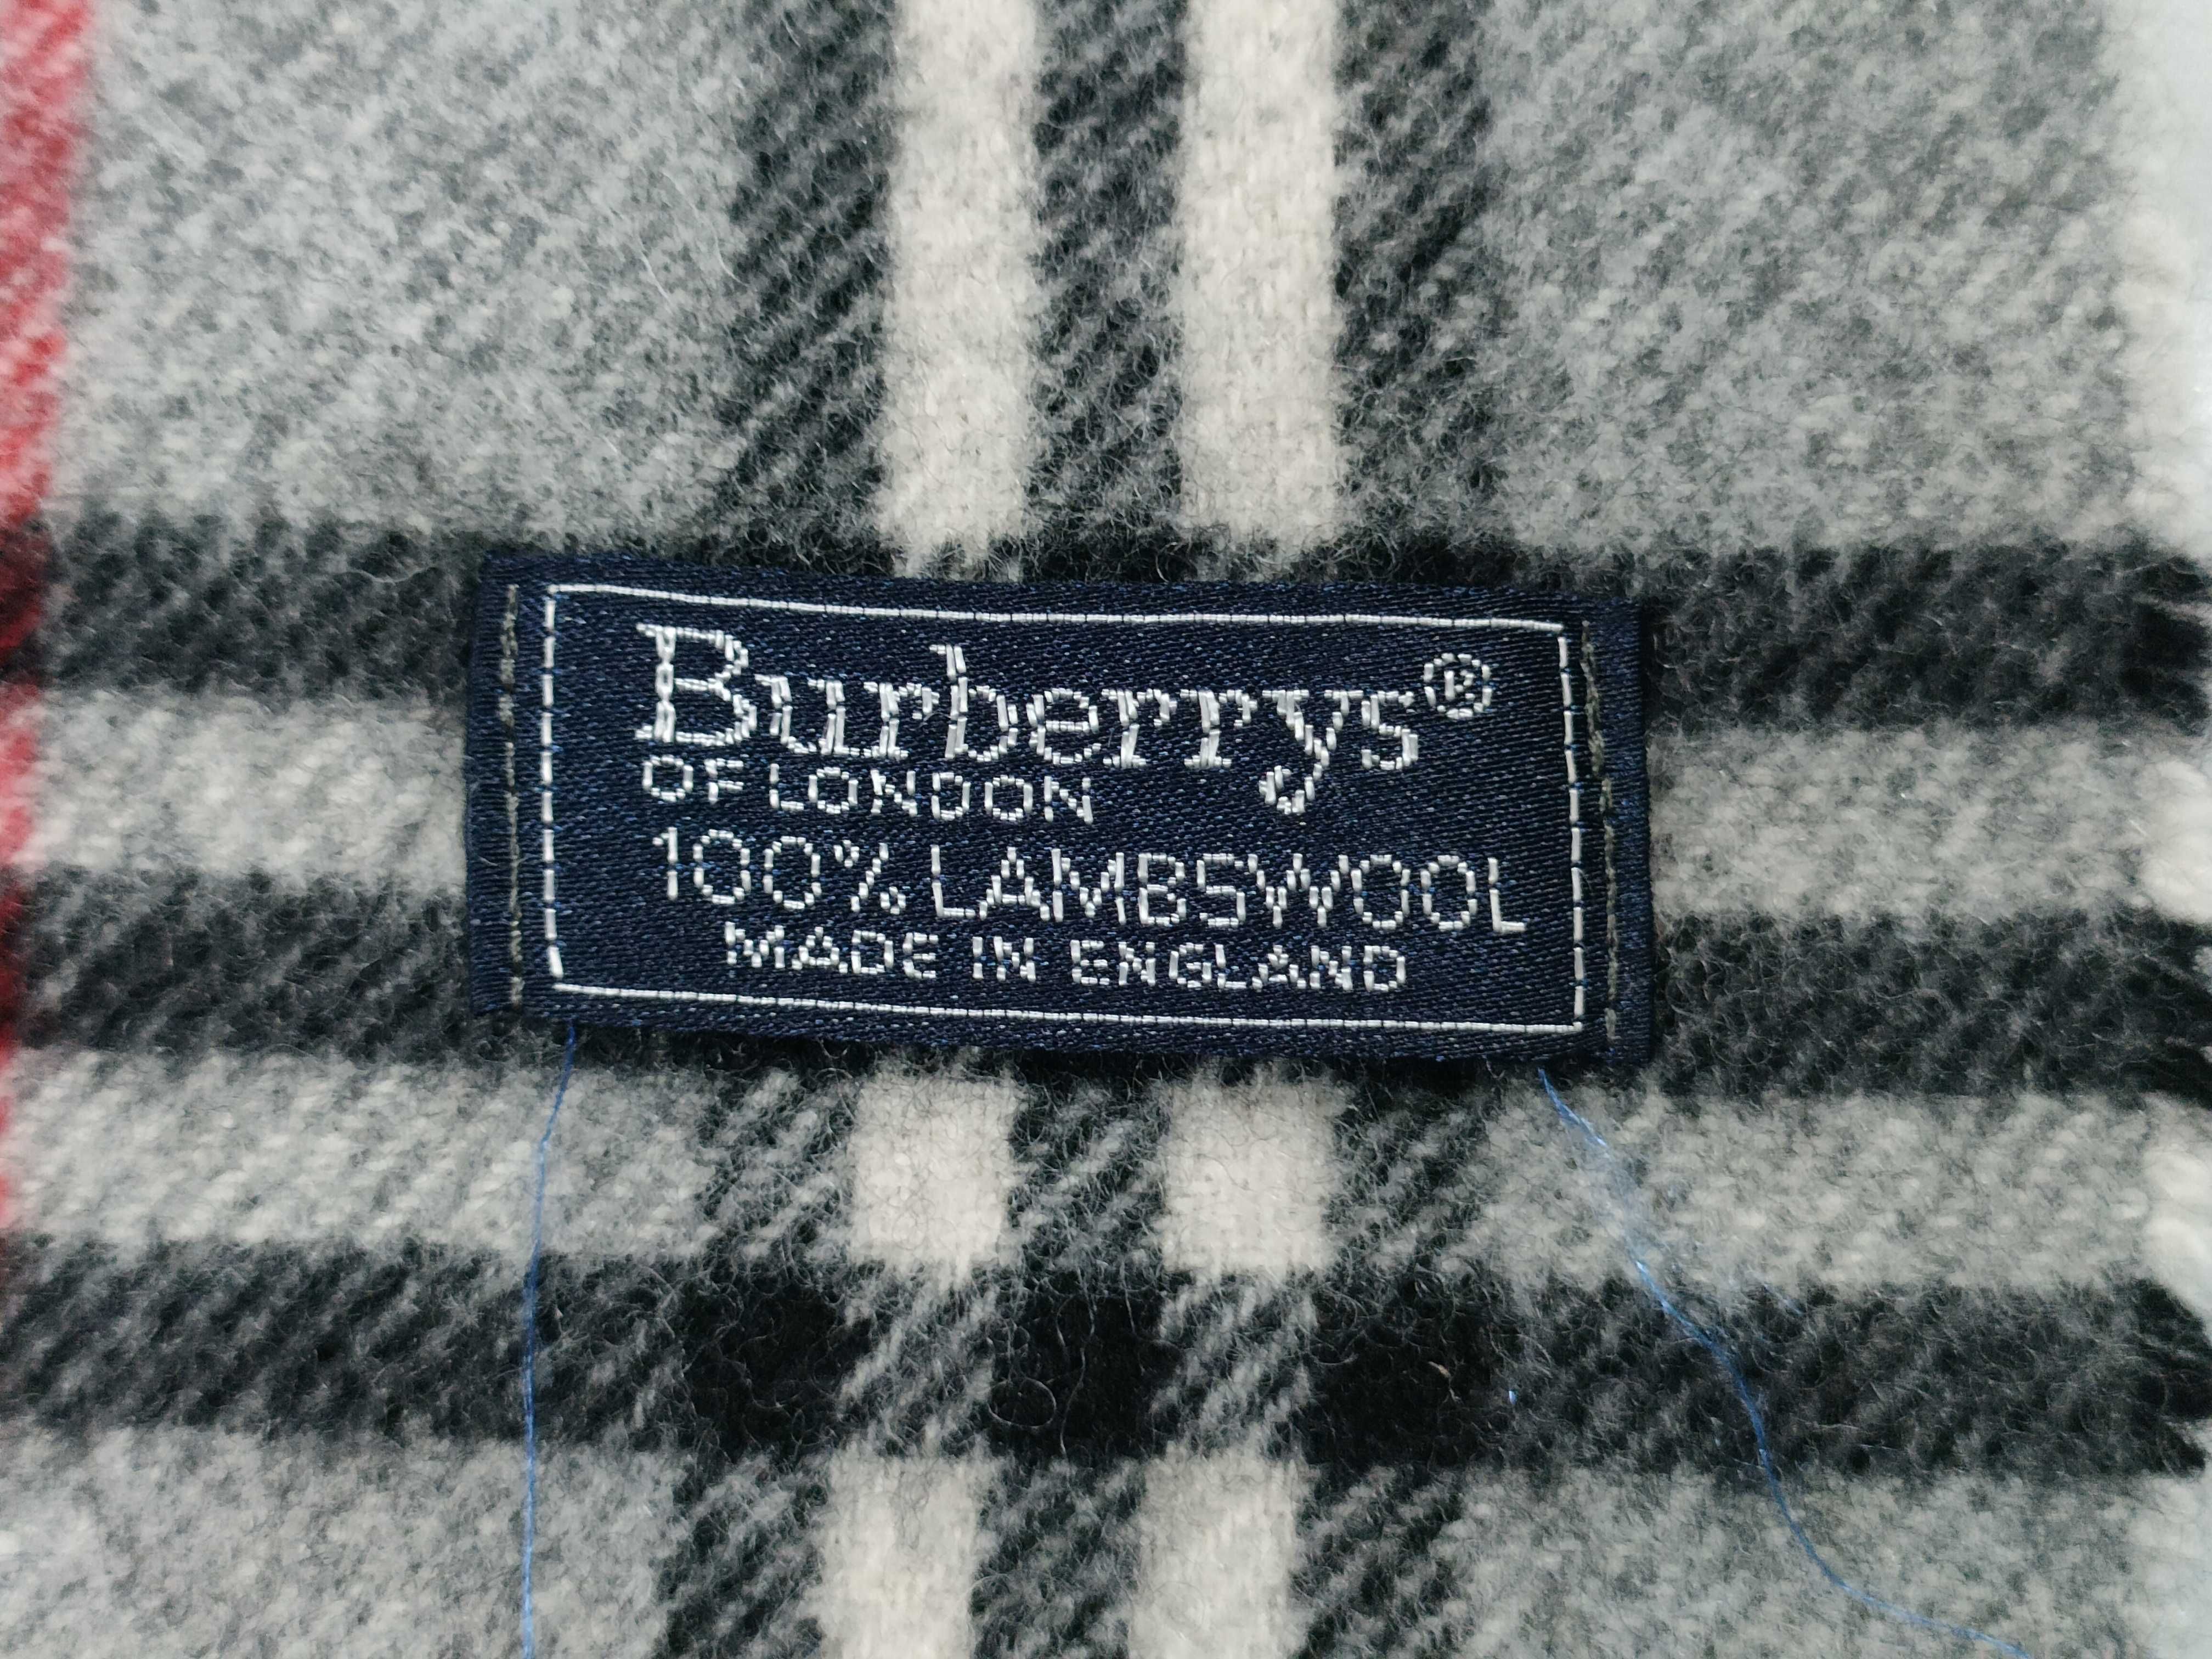 Burberrys®
OF LONDON
100% LAMBSWOOL
MADE IN ENGLAND